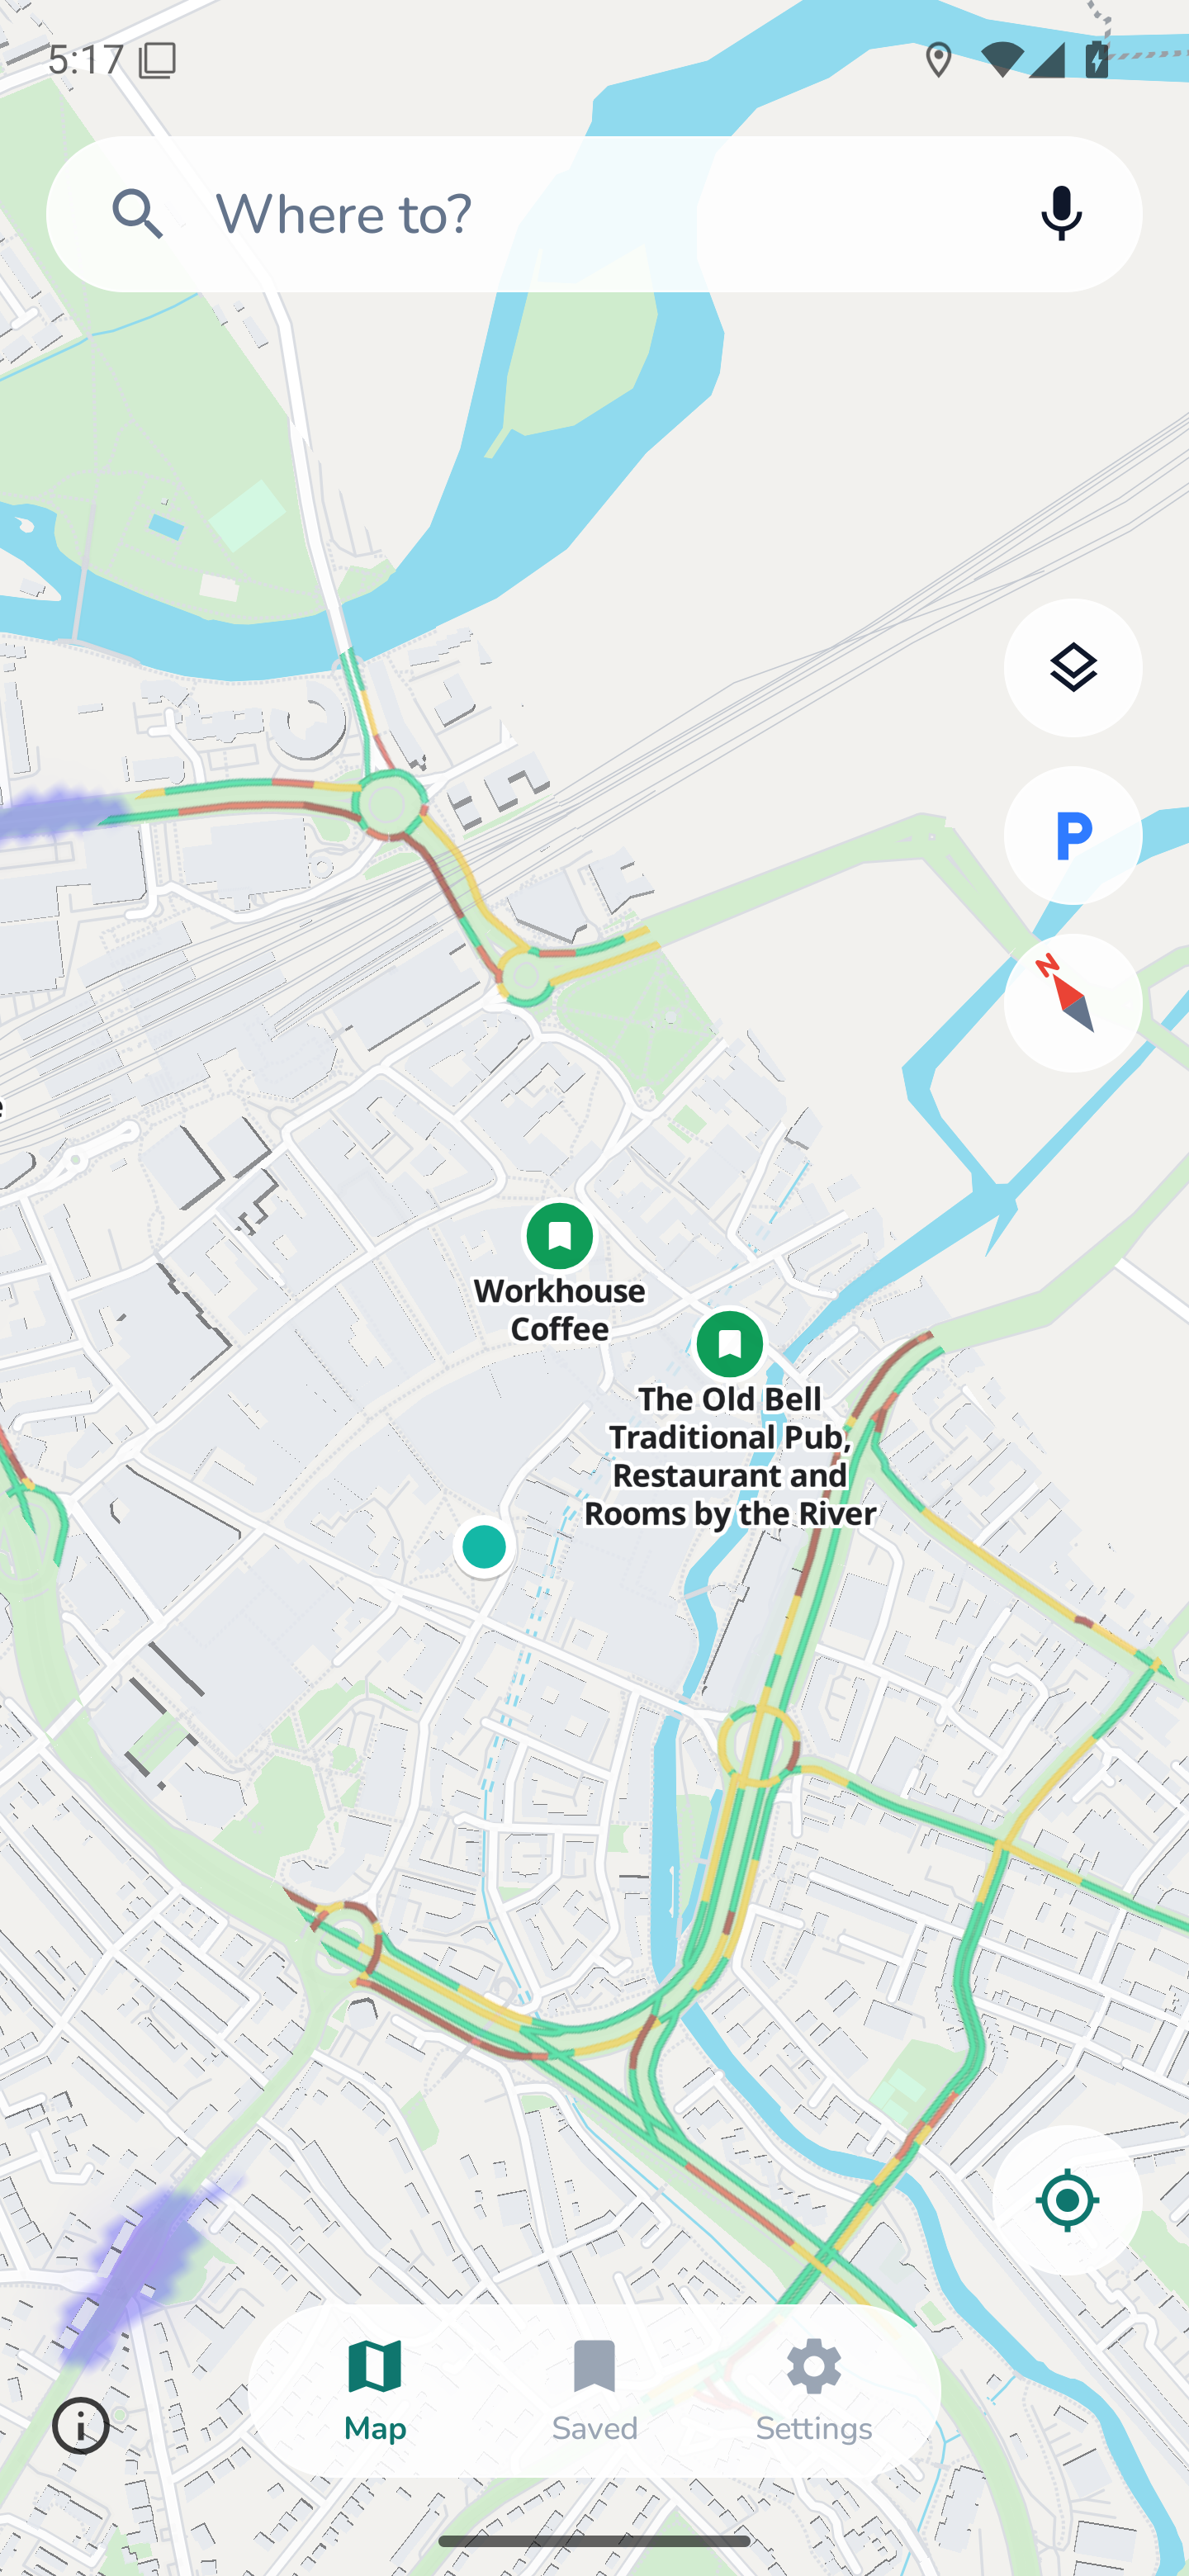 5:17
Where to?
P
N
e
Workhouse
Coffee
The Old Bell
Traditional Pub,
Restaurant and
Rooms by the River
Map
Saved
Settings